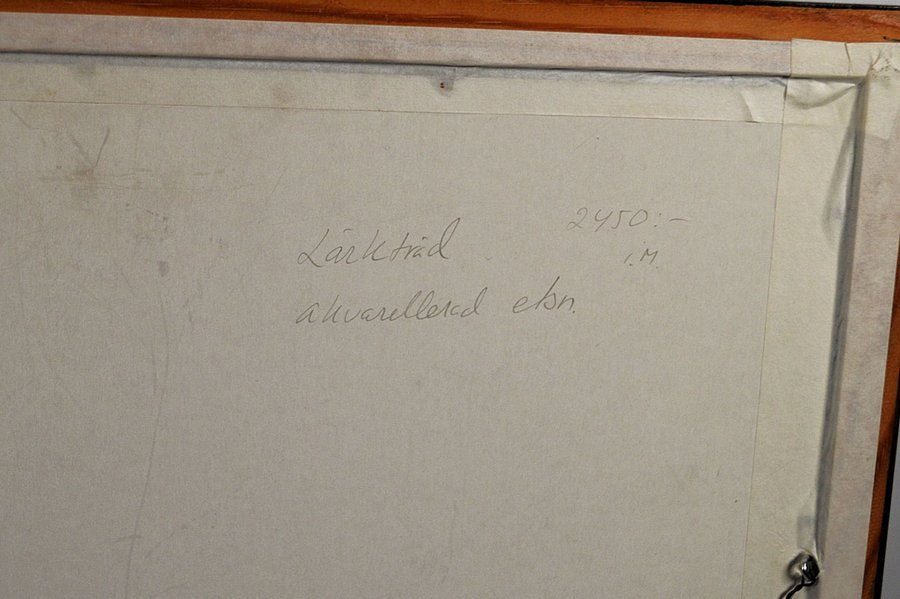 Lärkträd 2450:-
i.M.
akvarellerad etsn.